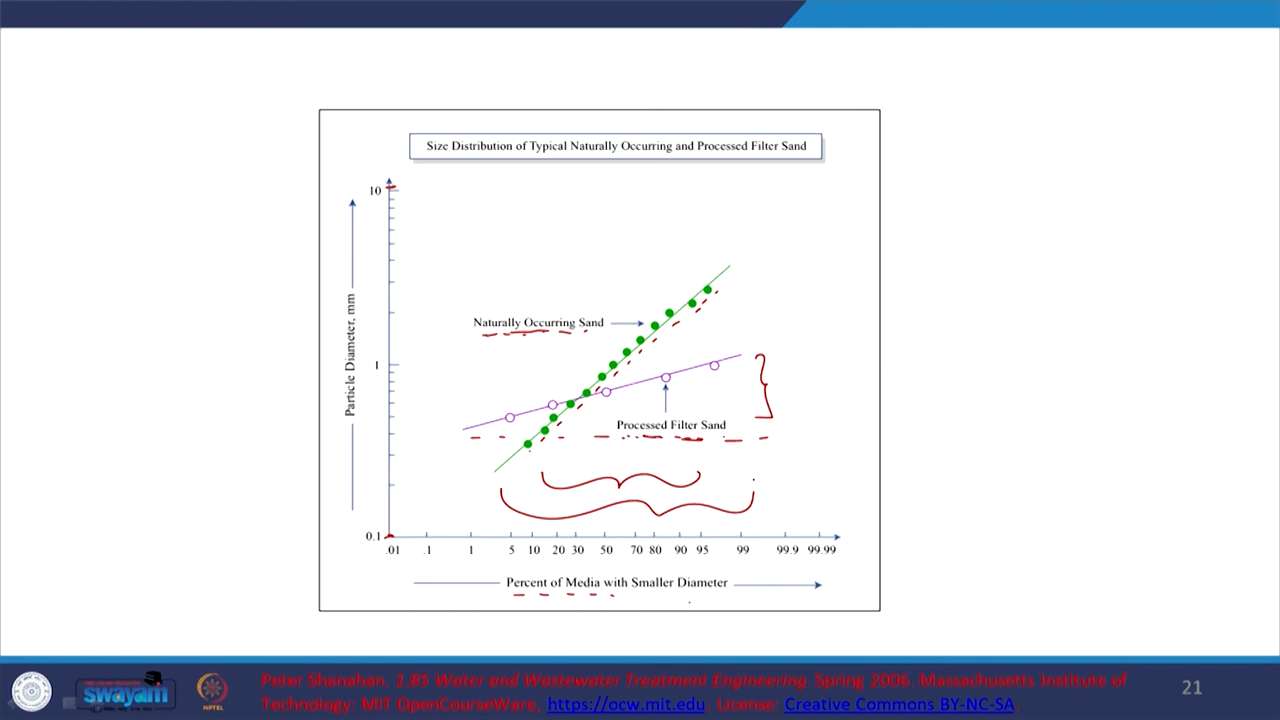 Size Distribution of Typical Naturally Occurring and Processed Filter Sand
10
Particle Diameter, mm
Naturally Occurring Sand
1
Processed Filter Sand
0.1
.01 .1 1 5 10 20 30 50 70 80 90 95 99 99.9 99.99
Percent of Media with Smaller Diameter
swayam
NPTEL
Peter Shanahan. 1.85 Water and Wastewater Treatment Engineering. Spring 2006. Massachusetts Institute of
Technology: MIT OpenCourseWare, https://ocw.mit.edu. License: Creative Commons BY-NC-SA
21